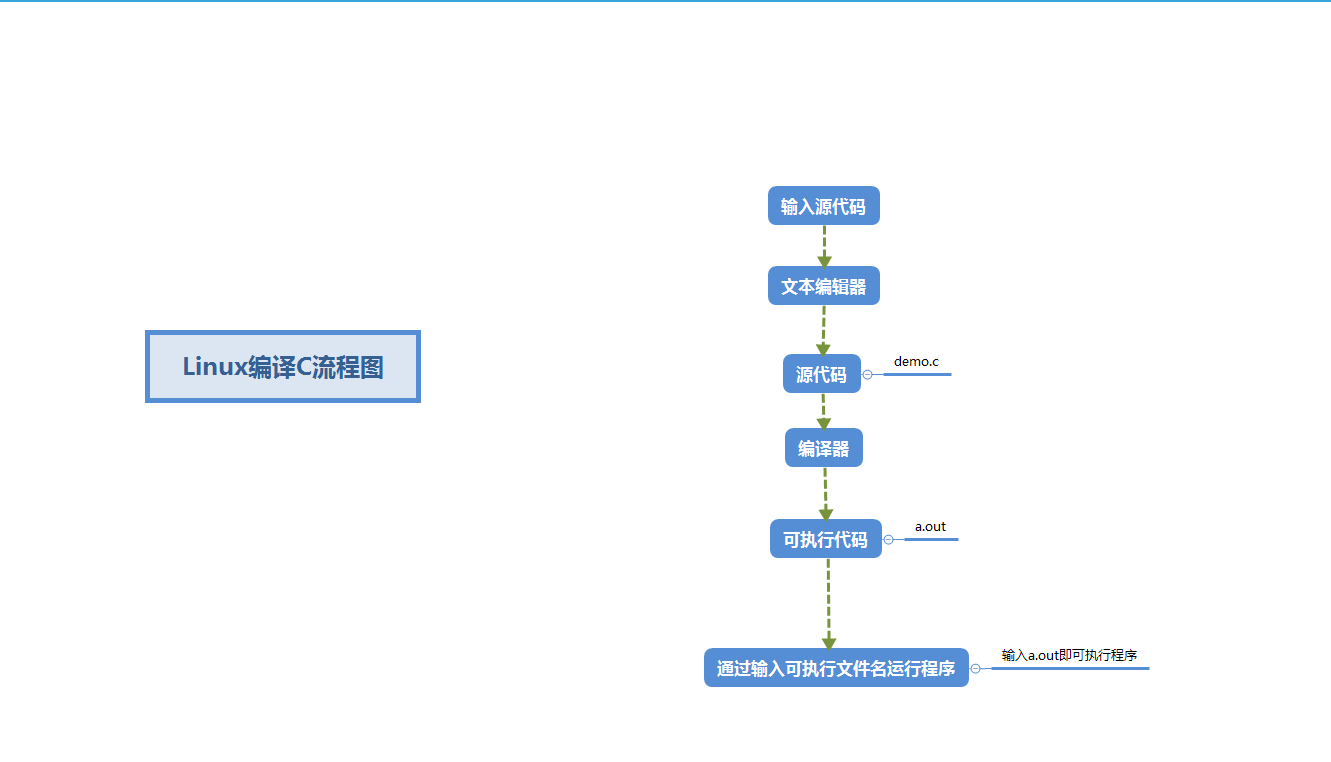 Linux编译C流程图
输入源代码
文本编辑器
源代码
demo.c
编译器
可执行代码
a.out
通过输入可执行文件名运行程序
输入a.out即可执行程序